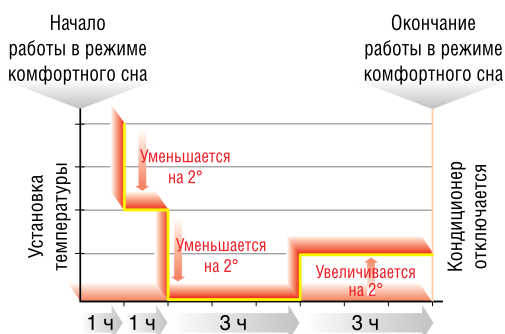 Начало
работы в режиме
комфортного сна
Окончание
работы в режиме
комфортного сна
Установка
температуры
Уменьшается
на 2°
Уменьшается
на 2°
Увеличивается
на 2°
Кондиционер
отключается
1 ч
1 ч
3 ч
3 ч